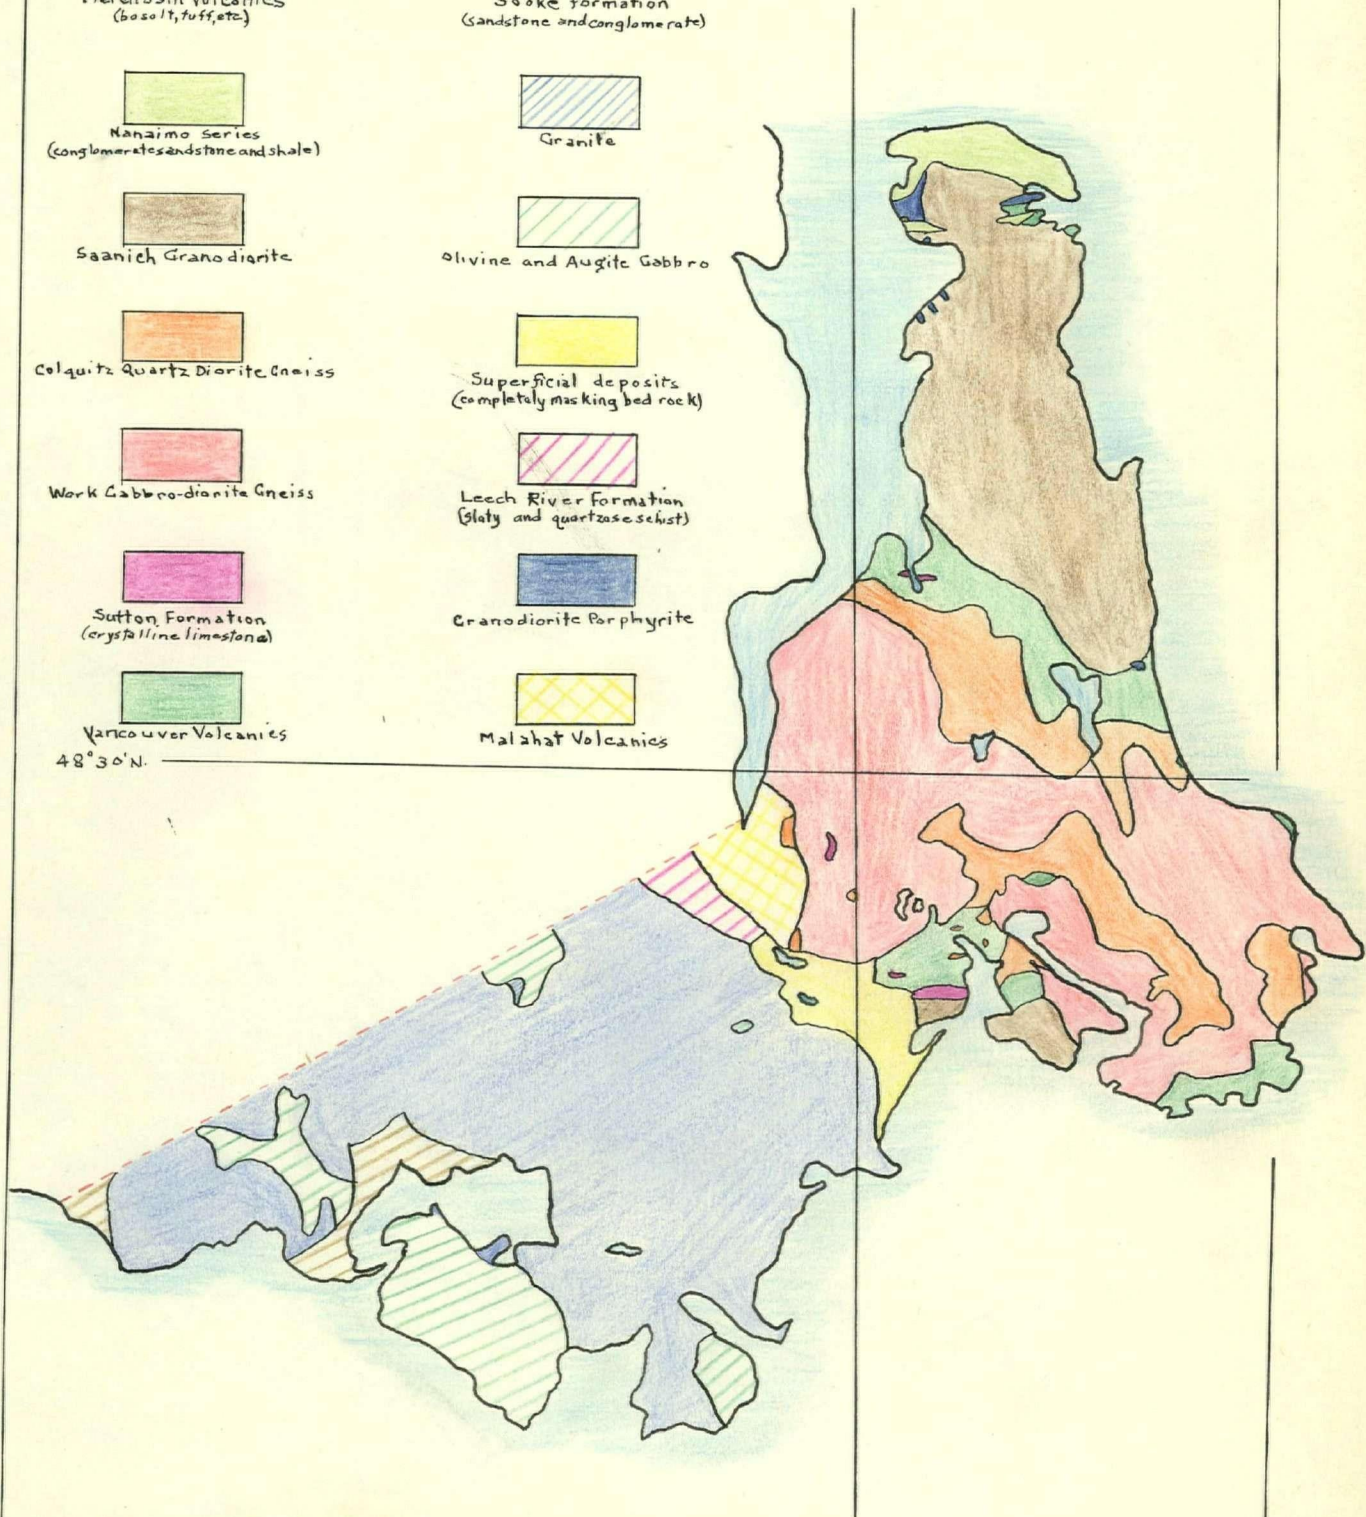 (basalt, tuff, etc.)
Nanaimo Series
(conglomerate sandstone and shale)
Saanich Granodiorite
Colquitz Quartz Diorite Gneiss
Work Gabbro-diorite Gneiss
Sutton Formation
(crystalline limestone)
Vancouver Volcanics
48°30'N.
Sooke formation
(sandstone and conglomerate)
Granite
Olivine and Augite Gabbro
Superficial deposits
(completely masking bed rock)
Leech River Formation
(slaty and quartzose schist)
Granodiorite Porphyrite
Malahat Volcanics